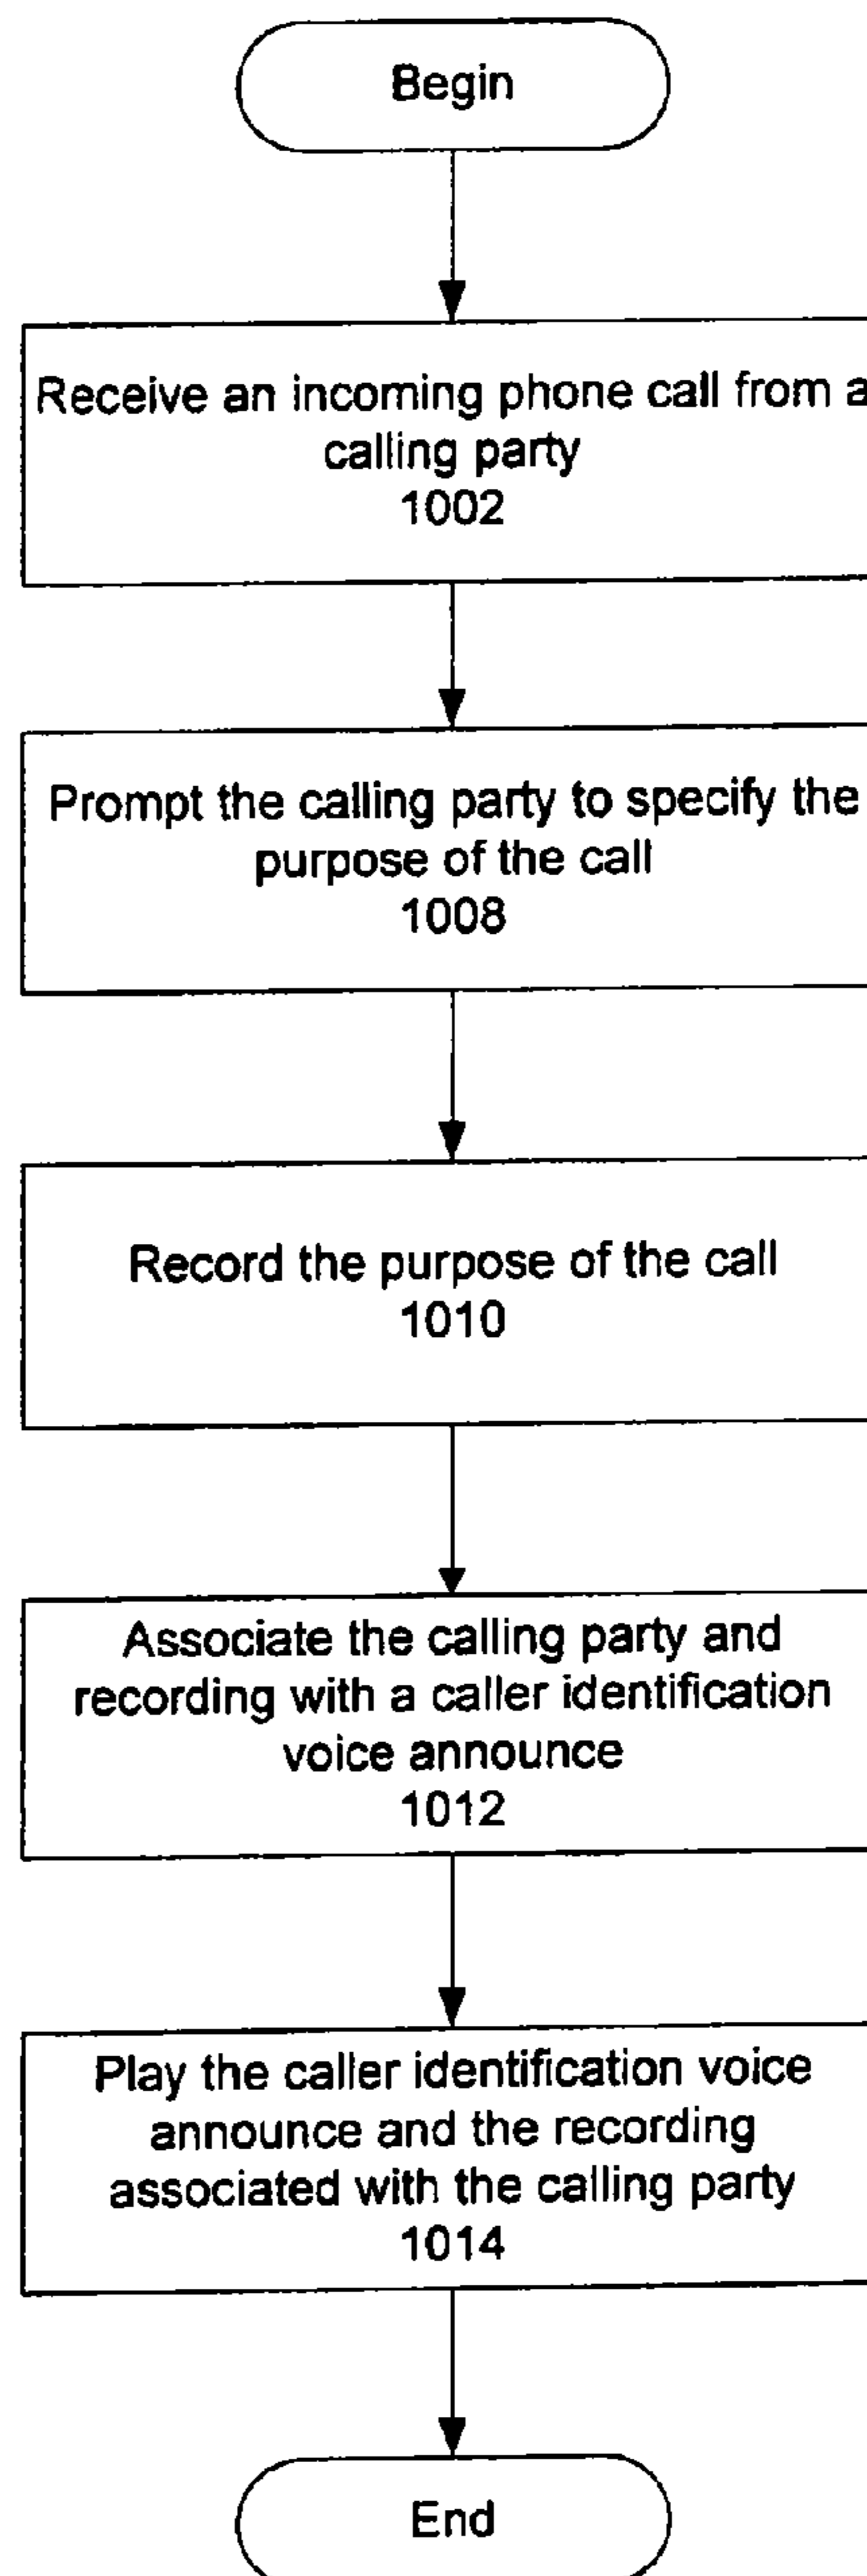 Begin
Receive an incoming phone call from a
calling party
1002
Prompt the calling party to specify the
purpose of the call
1008
Record the purpose of the call
1010
Associate the calling party and
recording with a caller identification
voice announce
1012
Play the caller identification voice
announce and the recording
associated with the calling party
1014
End